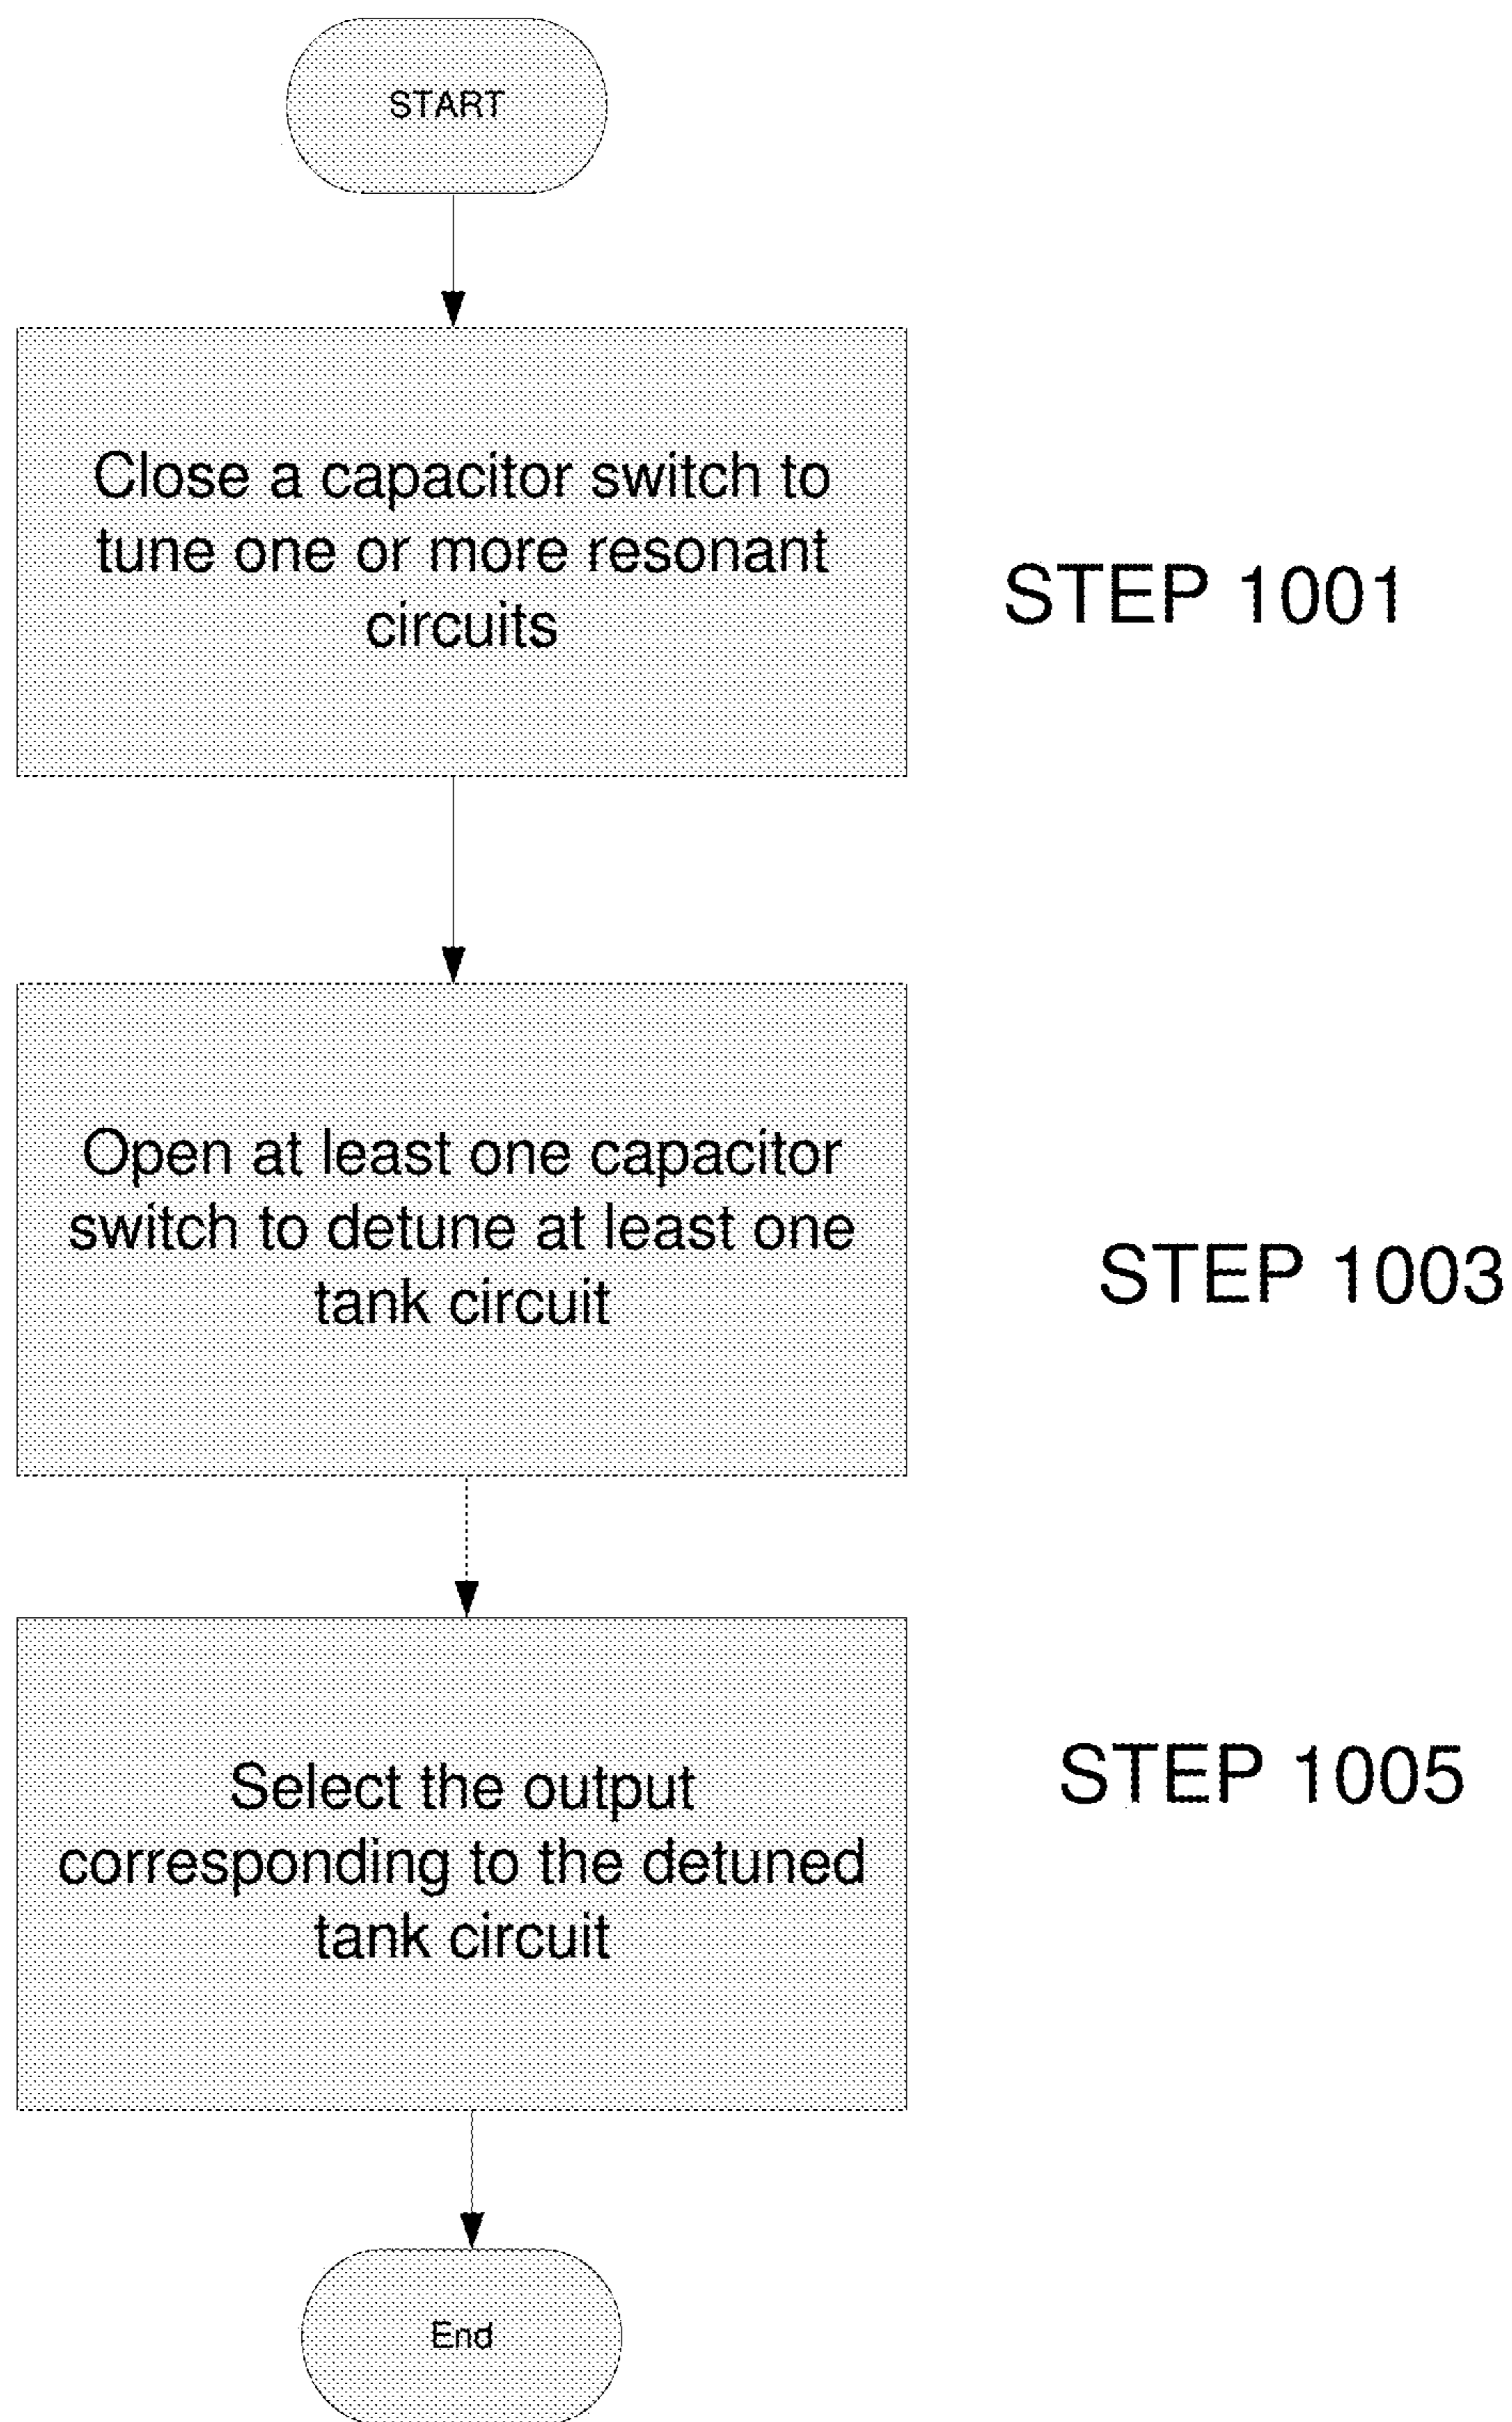 START
Close a capacitor switch to
tune one or more resonant
circuits
STEP 1001
Open at least one capacitor
switch to detune at least one
tank circuit
STEP 1003
Select the output
corresponding to the detuned
tank circuit
STEP 1005
End